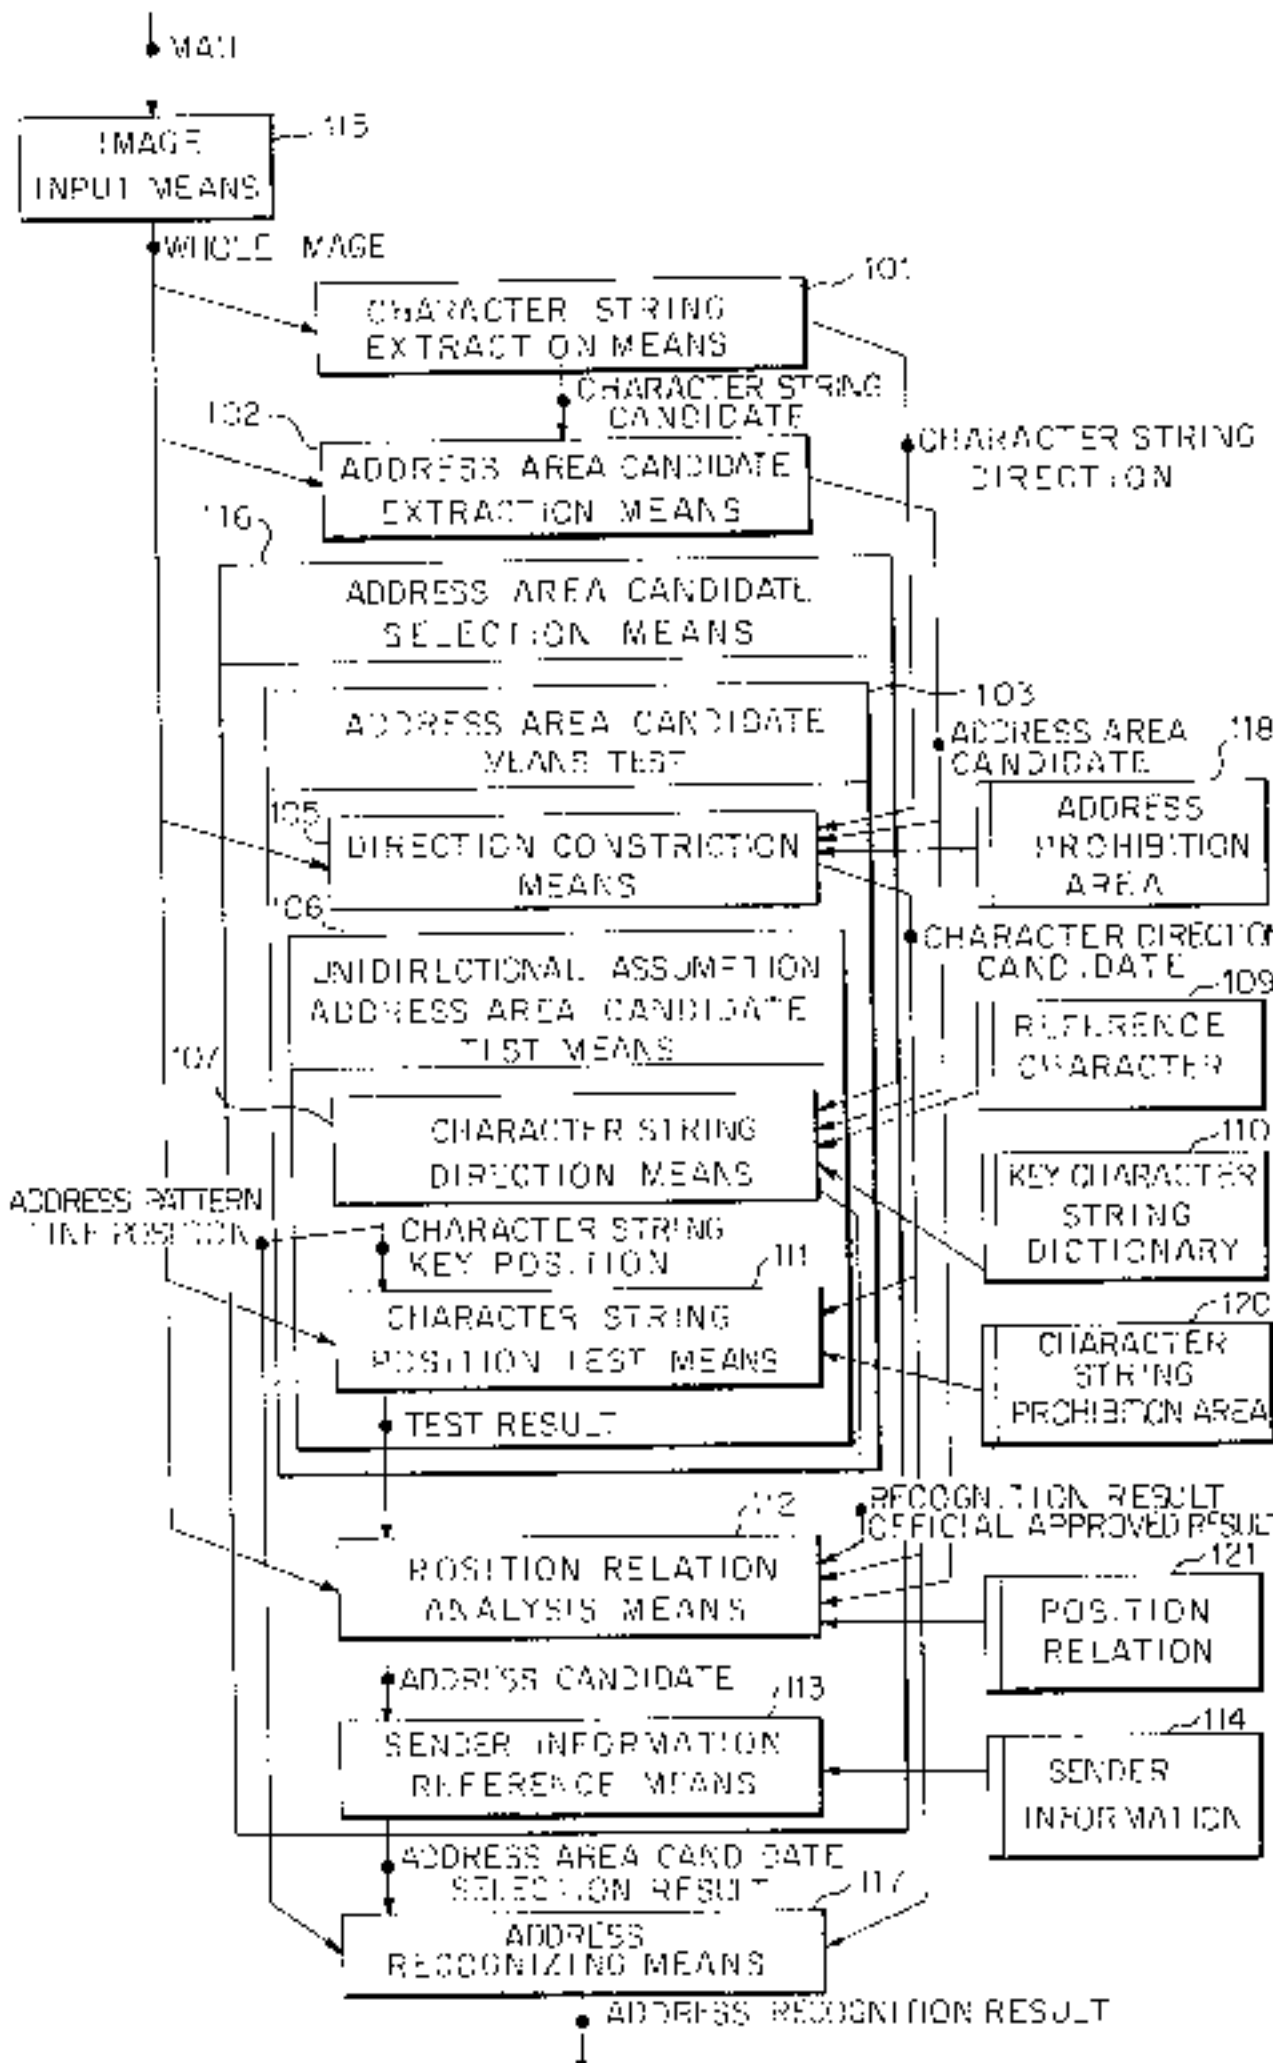 MAIL
115
IMAGE
INPUT MEANS
WHOLE IMAGE
101
CHARACTER STRING
EXTRACTION MEANS
CHARACTER STRING
CANDIDATE
102
CHARACTER STRING
DIRECTION
ADDRESS AREA CANDIDATE
EXTRACTION MEANS
116
ADDRESS AREA CANDIDATE
SELECTION MEANS
103
ADDRESS AREA CANDIDATE
MEANS TEST
ADDRESS AREA
CANDIDATE
118
105
DIRECTION CONSTRICTION
MEANS
ADDRESS
PROHIBITION
AREA
106
CHARACTER DIRECTION
CANDIDATE
UNIDIRECTIONAL ASSUMETION
ADDRESS AREA CANDIDATE
TEST MEANS
109
REFERENCE
CHARACTER
107
CHARACTER STRING
DIRECTION MEANS
110
KEY CHARACTER
STRING
DICTIONARY
ADDRESS PATTERN
LINE POSITION
CHARACTER STRING
KEY POSITION
111
CHARACTER STRING
POSITION TEST MEANS
120
CHARACTER
STRING
PROHIBITION AREA
TEST RESULT
RECOGNITION RESULT
OFFICIAL APPROVED RESULT
112
POSITION RELATION
ANALYSIS MEANS
121
POSITION
RELATION
ADDRESS CANDIDATE
113
SENDER INFORMATION
REFERENCE MEANS
114
SENDER
INFORMATION
ADDRESS AREA CANDIDATE
SELECTION RESULT
117
ADDRESS
RECOGNIZING MEANS
ADDRESS RECOGNITION RESULT